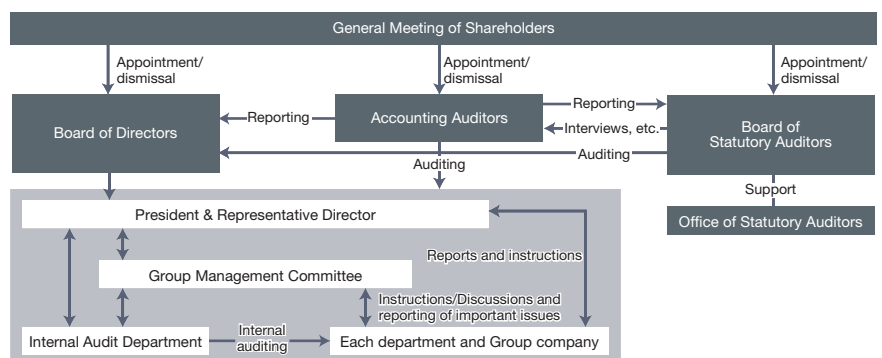 General Meeting of Shareholders
Appointment/
dismissal
Appointment/
dismissal
Appointment/
dismissal
Board of Directors
Reporting
Accounting Auditors
Reporting
Interviews, etc.
Board of
Statutory Auditors
Auditing
Auditing
Support
Office of Statutory Auditors
President & Representative Director
Reports and instructions
Group Management Committee
Instructions/Discussions and
reporting of important issues
Internal Audit Department
Internal
auditing
Each department and Group company